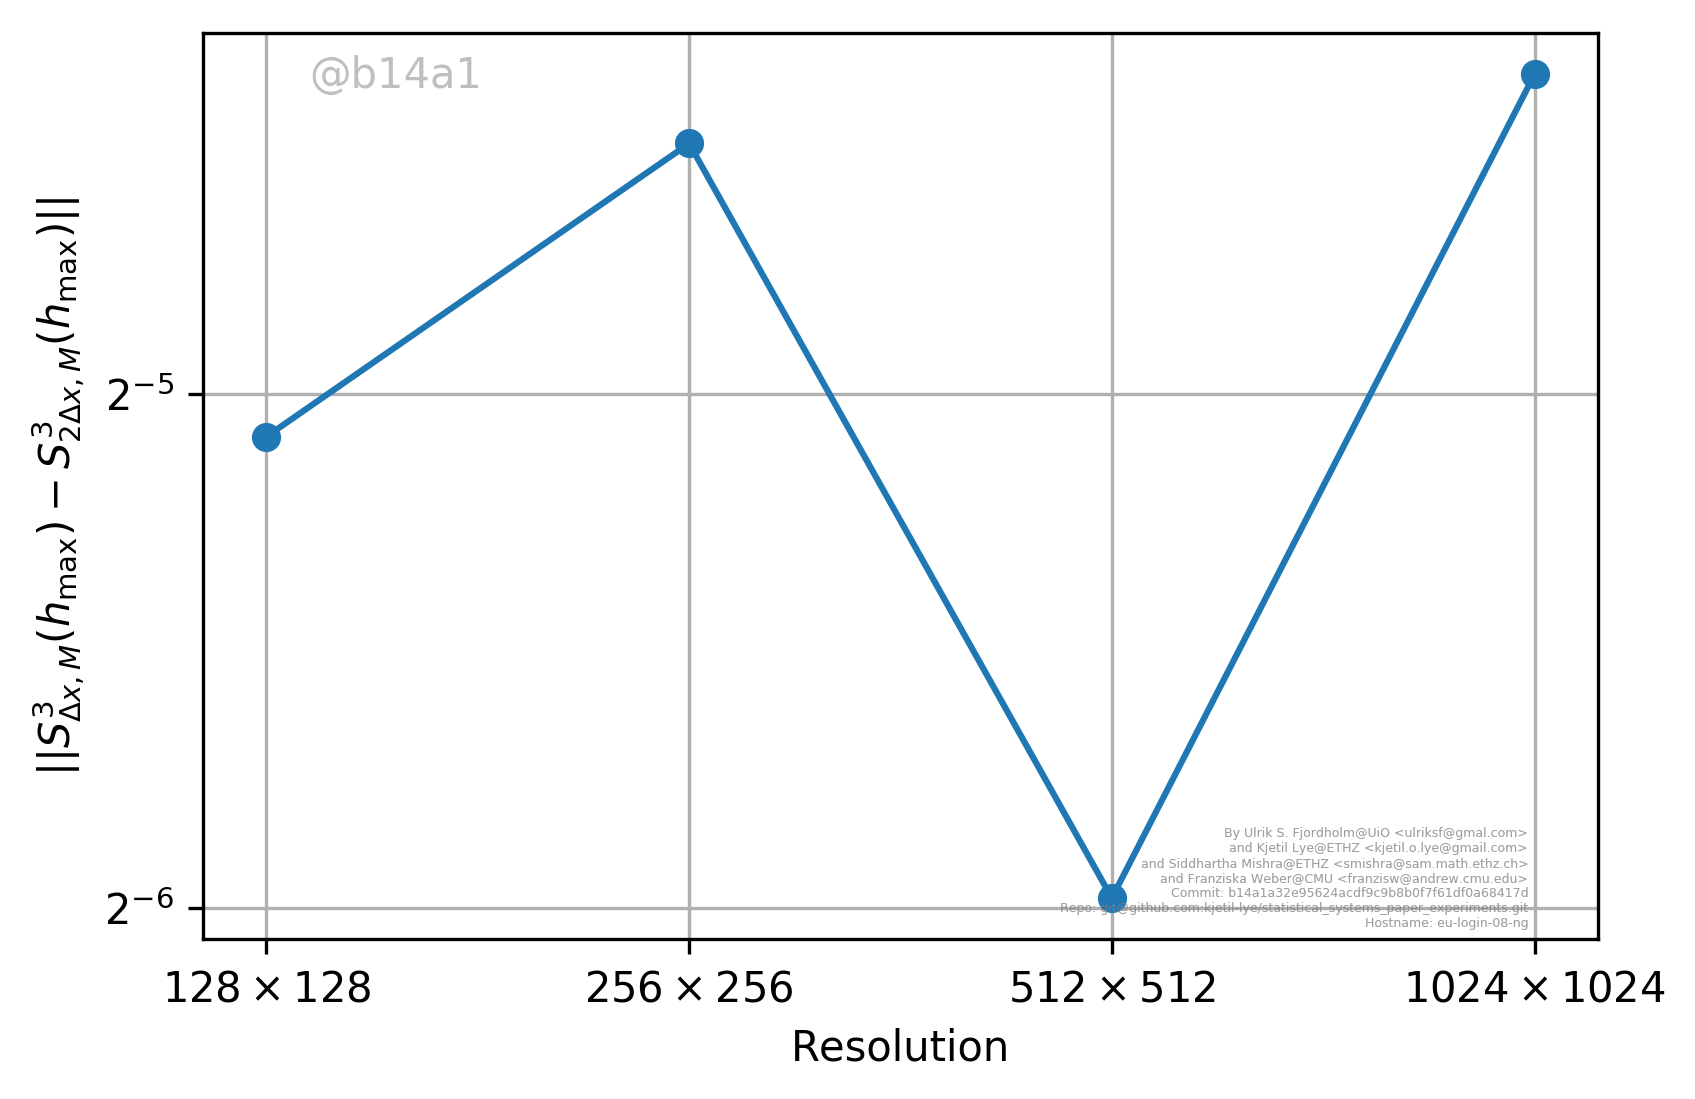 @b14a1
||S³_{Δx,M}(h_max) − S³_{2Δx,M}(h_max)||
2⁻⁵
2⁻⁶
By Ulrik S. Fjordholm@UiO <ulriksf@gmal.com>
and Kjetil Lye@ETHZ <kjetil.o.lye@gmail.com>
and Siddhartha Mishra@ETHZ <smishra@sam.math.ethz.ch>
and Franziska Weber@CMU <franzisw@andrew.cmu.edu>
Commit: b14a1a32e95624acdf9c9b8b0f7f61df0a68417d
Repo: git@github.com:kjetil-lye/statistical_systems_paper_experiments.git
Hostname: eu-login-08-ng
128 × 128 256 × 256 512 × 512 1024 × 1024
Resolution